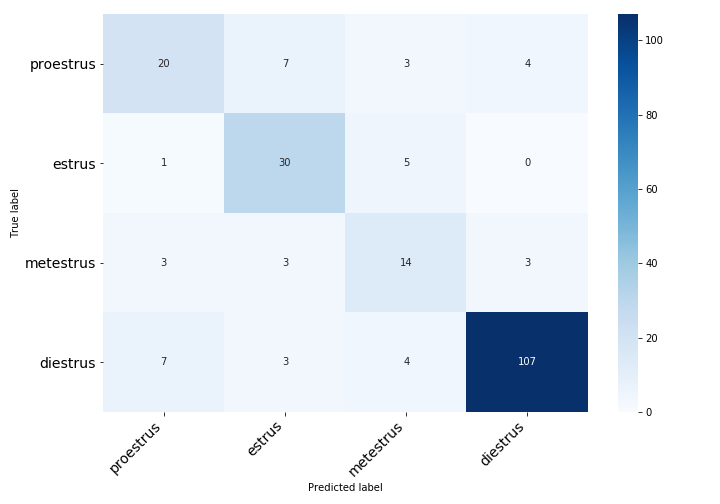 proestrus 20 7 3 4
estrus 1 30 5 0
metestrus 3 3 14 3
diestrus 7 3 4 107
True label
proestrus estrus metestrus diestrus
Predicted label
100
80
60
40
20
0